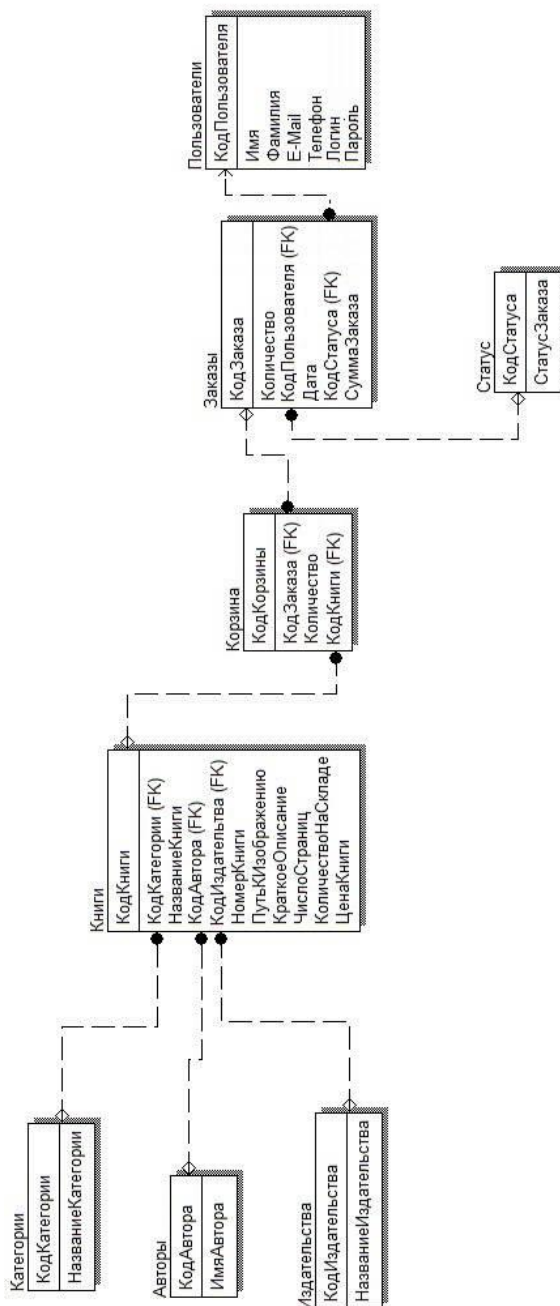 Категории
КодКатегории
НазваниеКатегории
Авторы
КодАвтора
ИмяАвтора
Издательства
КодИздательства
НазваниеИздательства
Книги
КодКниги
КодКатегории (FK)
НазваниеКниги
КодАвтора (FK)
КодИздательства (FK)
НомерКниги
ПутьКИзображению
КраткоеОписание
ЧислоСтраниц
КоличествоНаСкладе
ЦенаКниги
Корзина
КодКорзины
КодЗаказа (FK)
Количество
КодКниги (FK)
Заказы
КодЗаказа
Количество
КодПользователя (FK)
Дата
КодСтатуса (FK)
СуммаЗаказа
Статус
КодСтатуса
СтатусЗаказа
Пользователи
КодПользователя
Имя
Фамилия
E-Mail
Телефон
Логин
Пароль